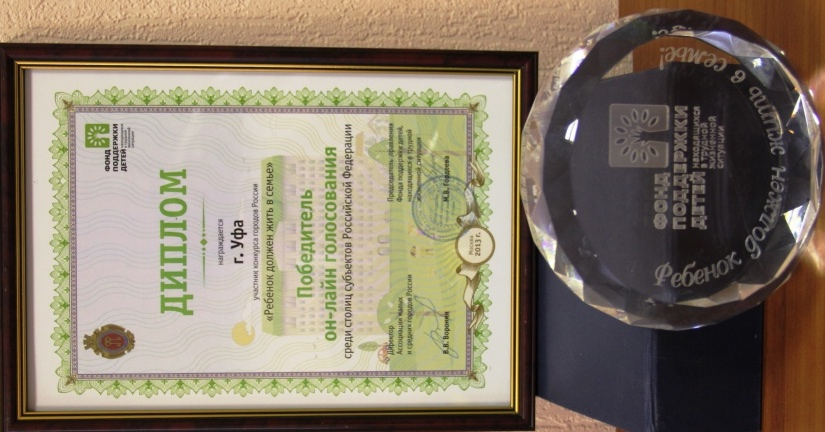 ФОНД
ПОДДЕРЖКИ
ДЕТЕЙ
ДИПЛОМ
награждается
г. Уфа
участник конкурса городов России
«Ребенок должен жить в семье»
Победитель
он-лайн голосования
среди столиц субъектов Российской Федерации
Директор
Ассоциации малых
и средних городов России
В.В. Воронин
Председатель правления
Фонда поддержки детей,
находящихся в трудной
жизненной ситуации
М.В. Гордеева
Москва
2013 г.
ФОНД
ПОДДЕРЖКИ
ДЕТЕЙ
НАХОДЯЩИХСЯ
В ТРУДНОЙ
ЖИЗНЕННОЙ
СИТУАЦИИ
Ребенок должен жить в семье!